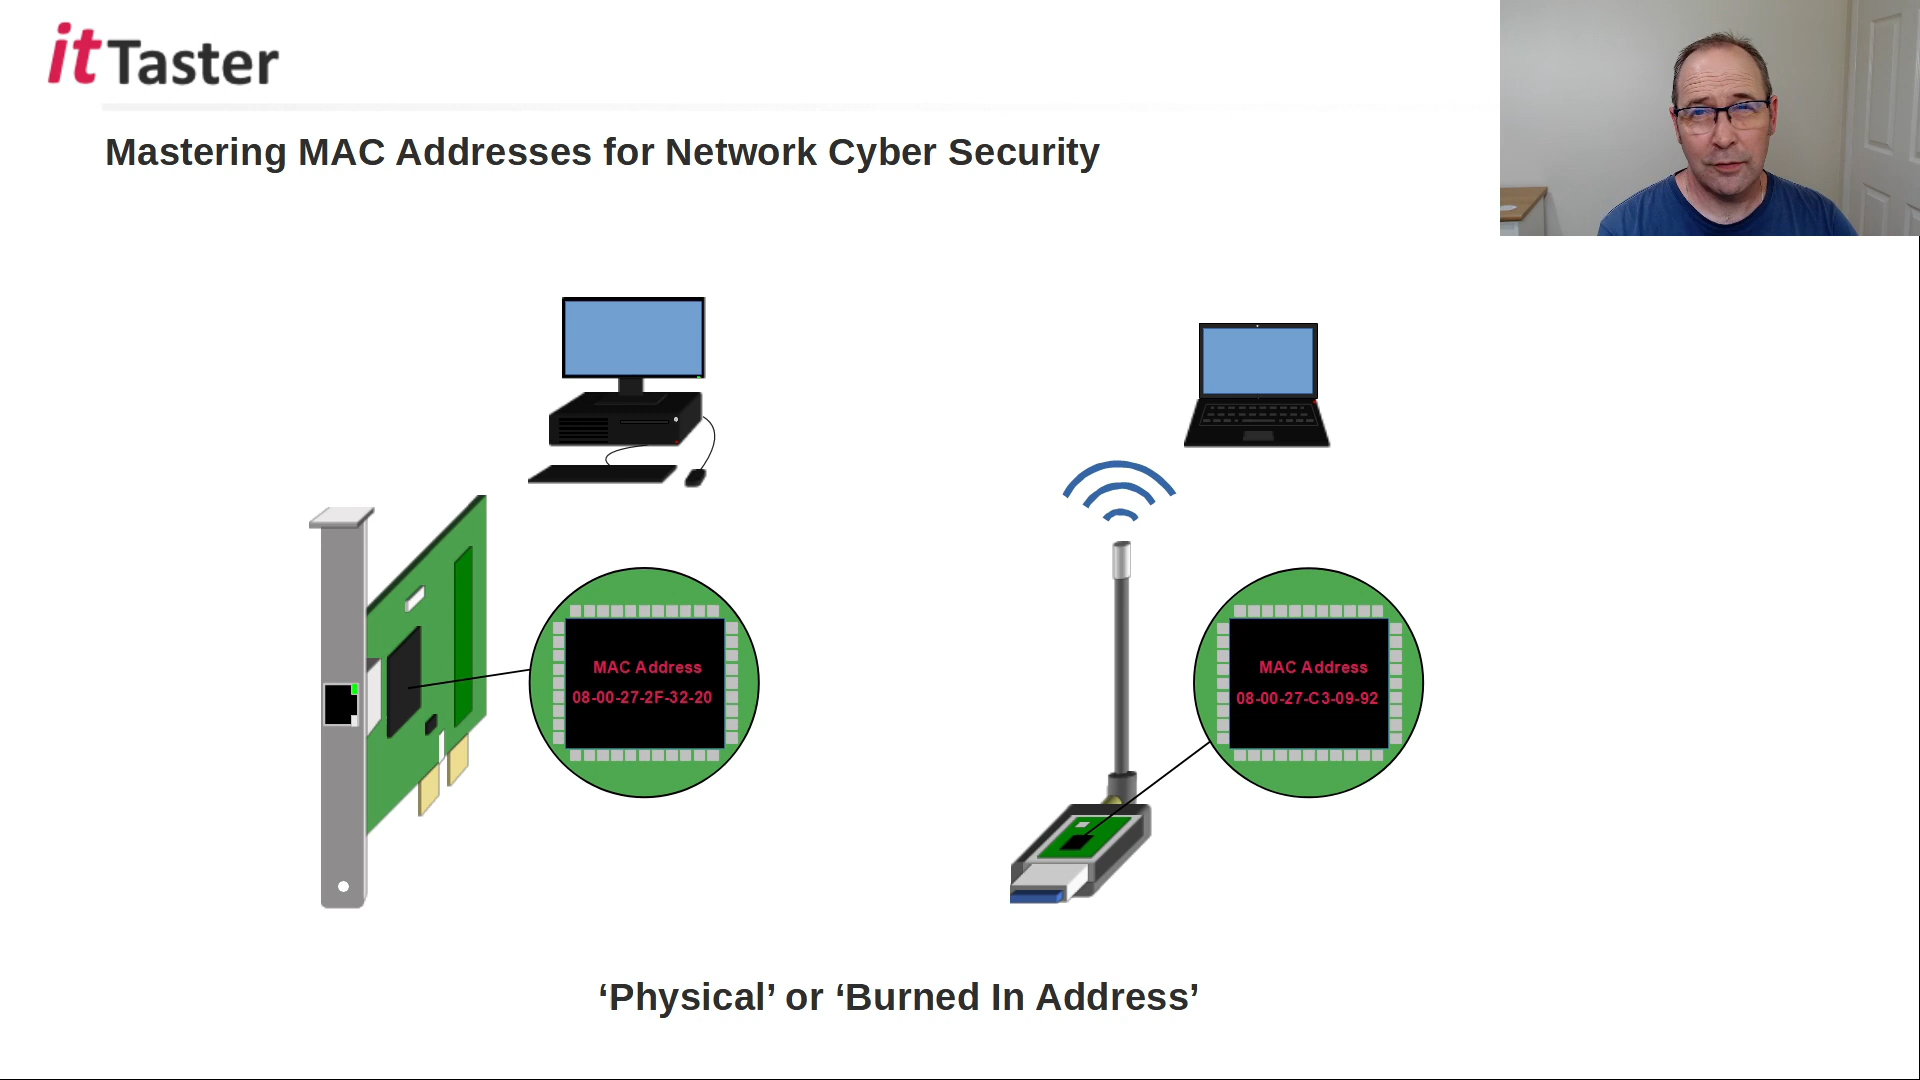 itTaster
Mastering MAC Addresses for Network Cyber Security
MAC Address
08-00-27-2F-32-20
MAC Address
08-00-27-C3-09-92
‘Physical’ or ‘Burned In Address’